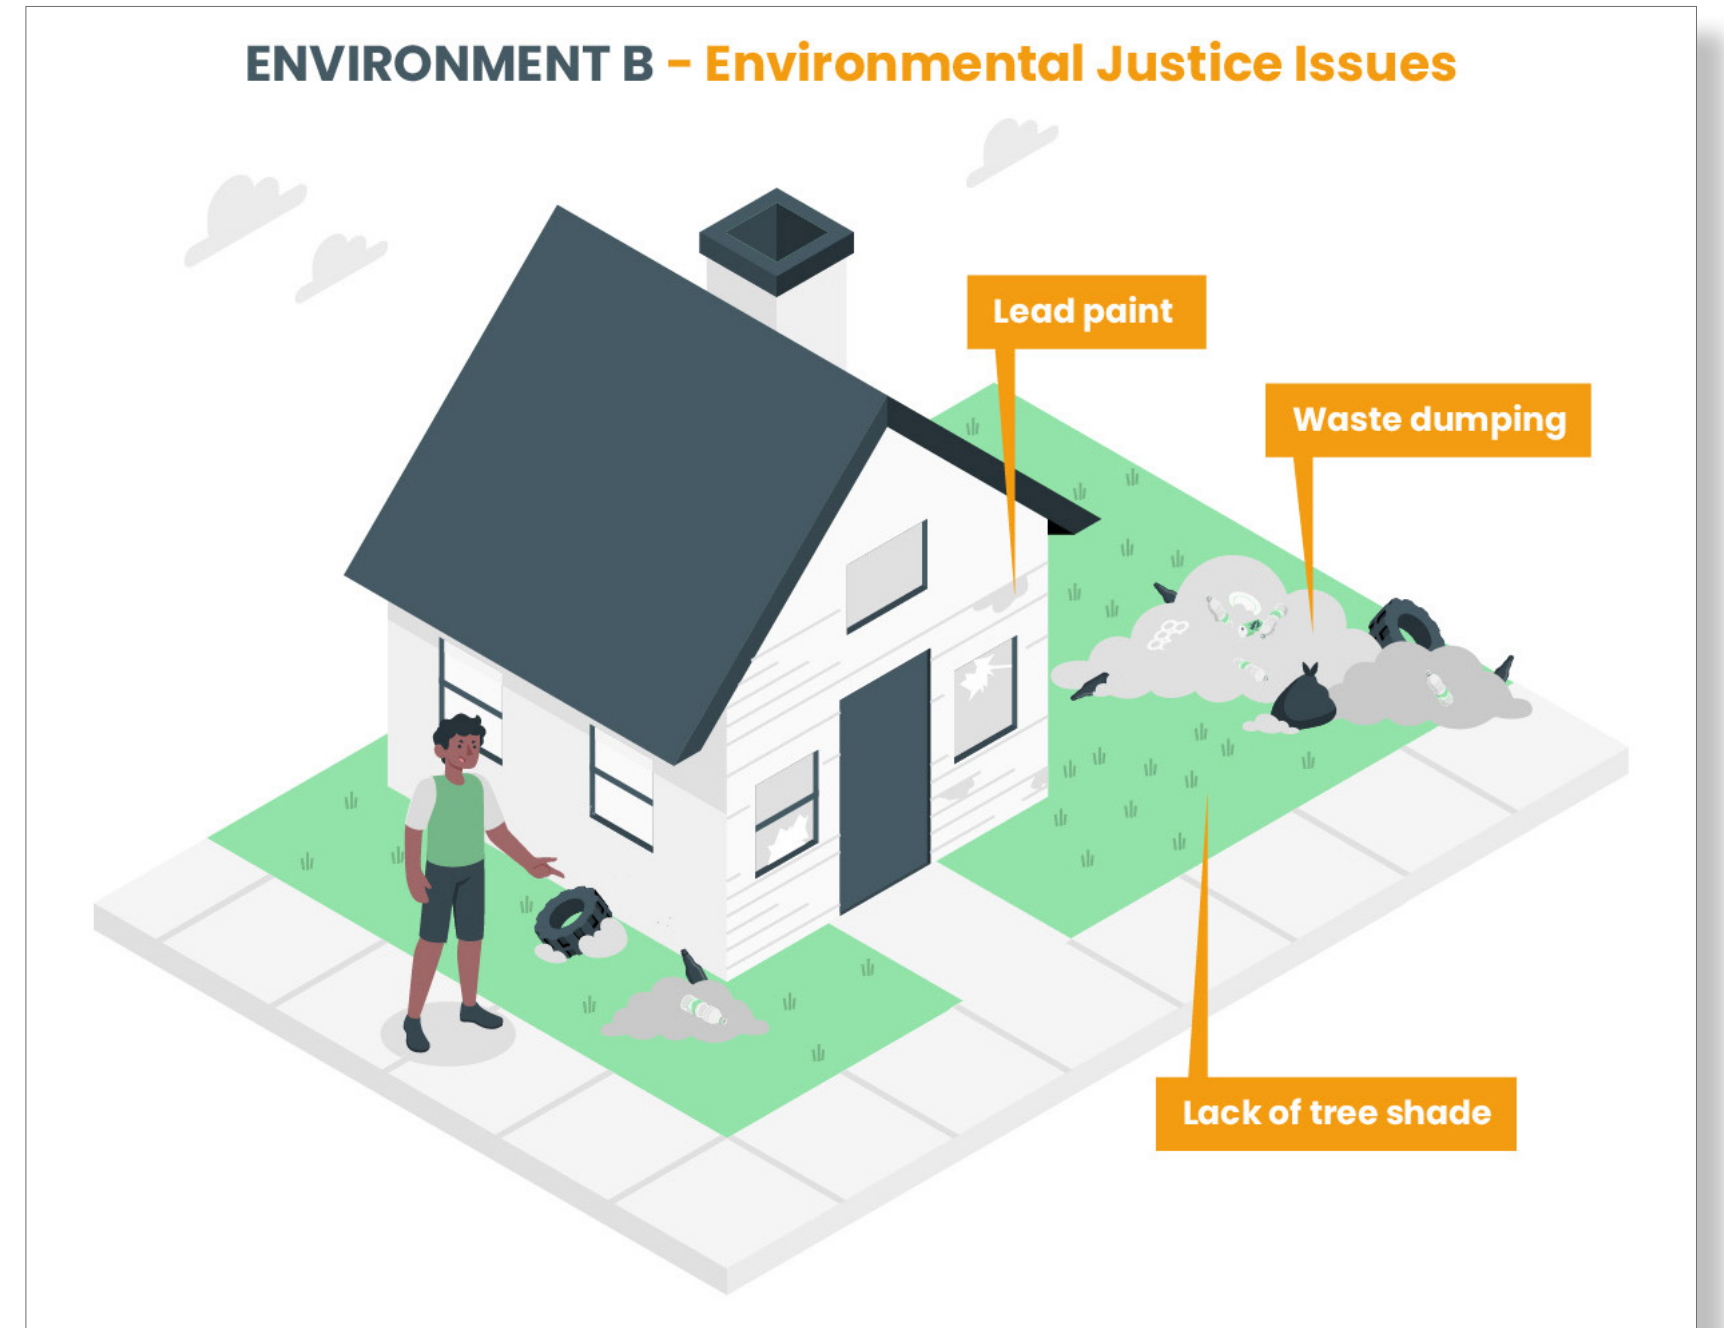 ENVIRONMENT B - Environmental Justice Issues
Lead paint
Waste dumping
Lack of tree shade